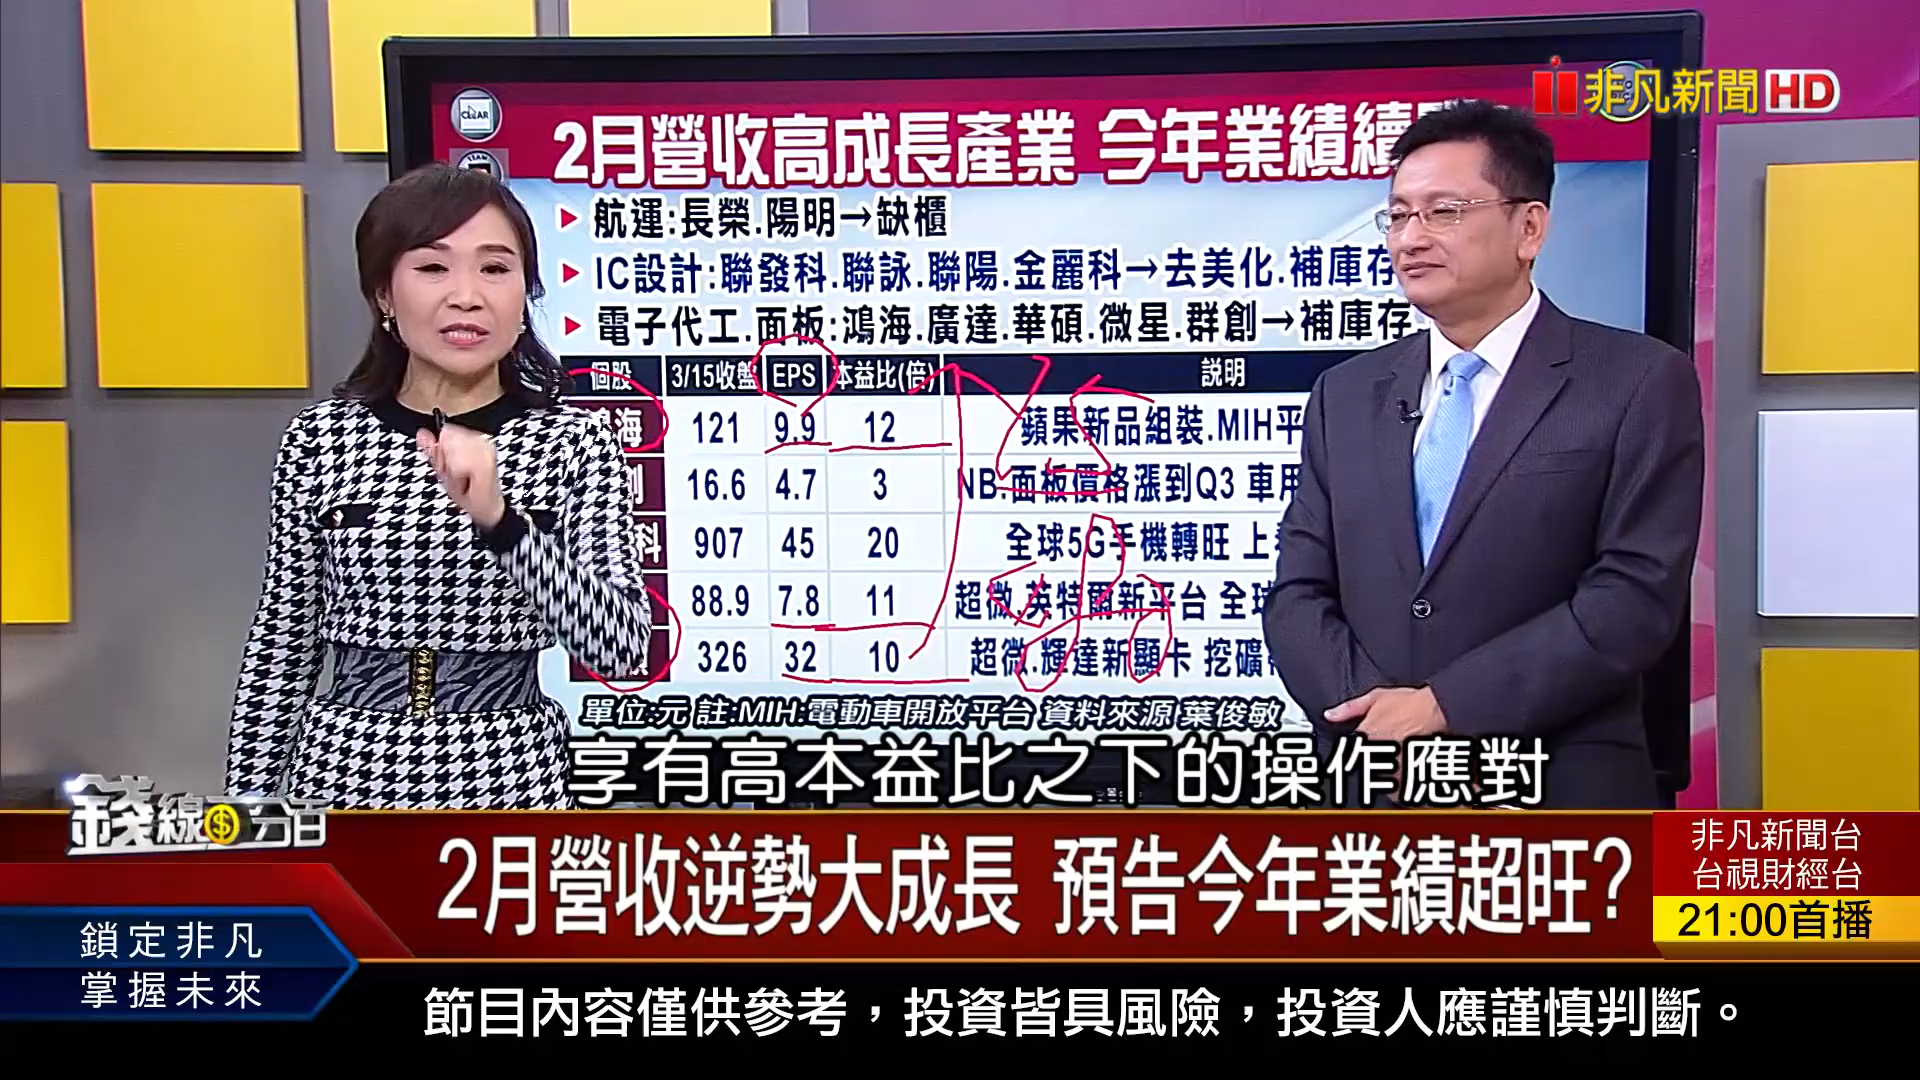 非凡新聞HD
CLEAR
TEAM
2月營收高成長產業 今年業績續
航運:長榮.陽明→缺櫃
IC設計:聯發科.聯詠.聯陽.金麗科→去美化.補庫存
電子代工.面板:鴻海.廣達.華碩.微星.群創→補庫存.
個股 3/15收盤 EPS 本益比(倍) 說明
鴻海 121 9.9 12 蘋果新品組裝.MIH平
創 16.6 4.7 3 NB.面板價格漲到Q3 車用
科 907 45 20 全球5G手機轉旺 上
88.9 7.8 11 超微.英特爾新平台 全球
326 32 10 超微.輝達新顯卡 挖礦
單位:元 註:MIH:電動車開放平台 資料來源 葉俊敏
享有高本益比之下的操作應對
錢線百分百
2月營收逆勢大成長 預告今年業績超旺?
非凡新聞台
台視財經台
21:00首播
鎖定非凡
掌握未來
節目內容僅供參考，投資皆具風險，投資人應謹慎判斷。